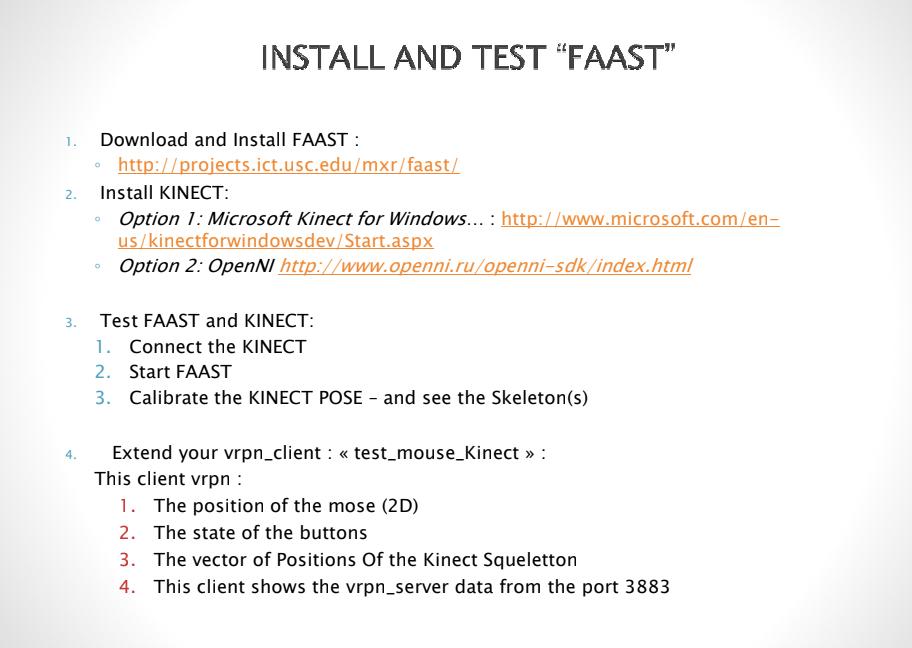 INSTALL AND TEST “FAAST”
1. Download and Install FAAST :
◦ http://projects.ict.usc.edu/mxr/faast/
2. Install KINECT:
◦ Option 1: Microsoft Kinect for Windows… : http://www.microsoft.com/en-
us/kinectforwindowsdev/Start.aspx
◦ Option 2: OpenNI http://www.openni.ru/openni-sdk/index.html
3. Test FAAST and KINECT:
1. Connect the KINECT
2. Start FAAST
3. Calibrate the KINECT POSE – and see the Skeleton(s)
4. Extend your vrpn_client : « test_mouse_Kinect » :
This client vrpn :
1. The position of the mose (2D)
2. The state of the buttons
3. The vector of Positions Of the Kinect Squeletton
4. This client shows the vrpn_server data from the port 3883